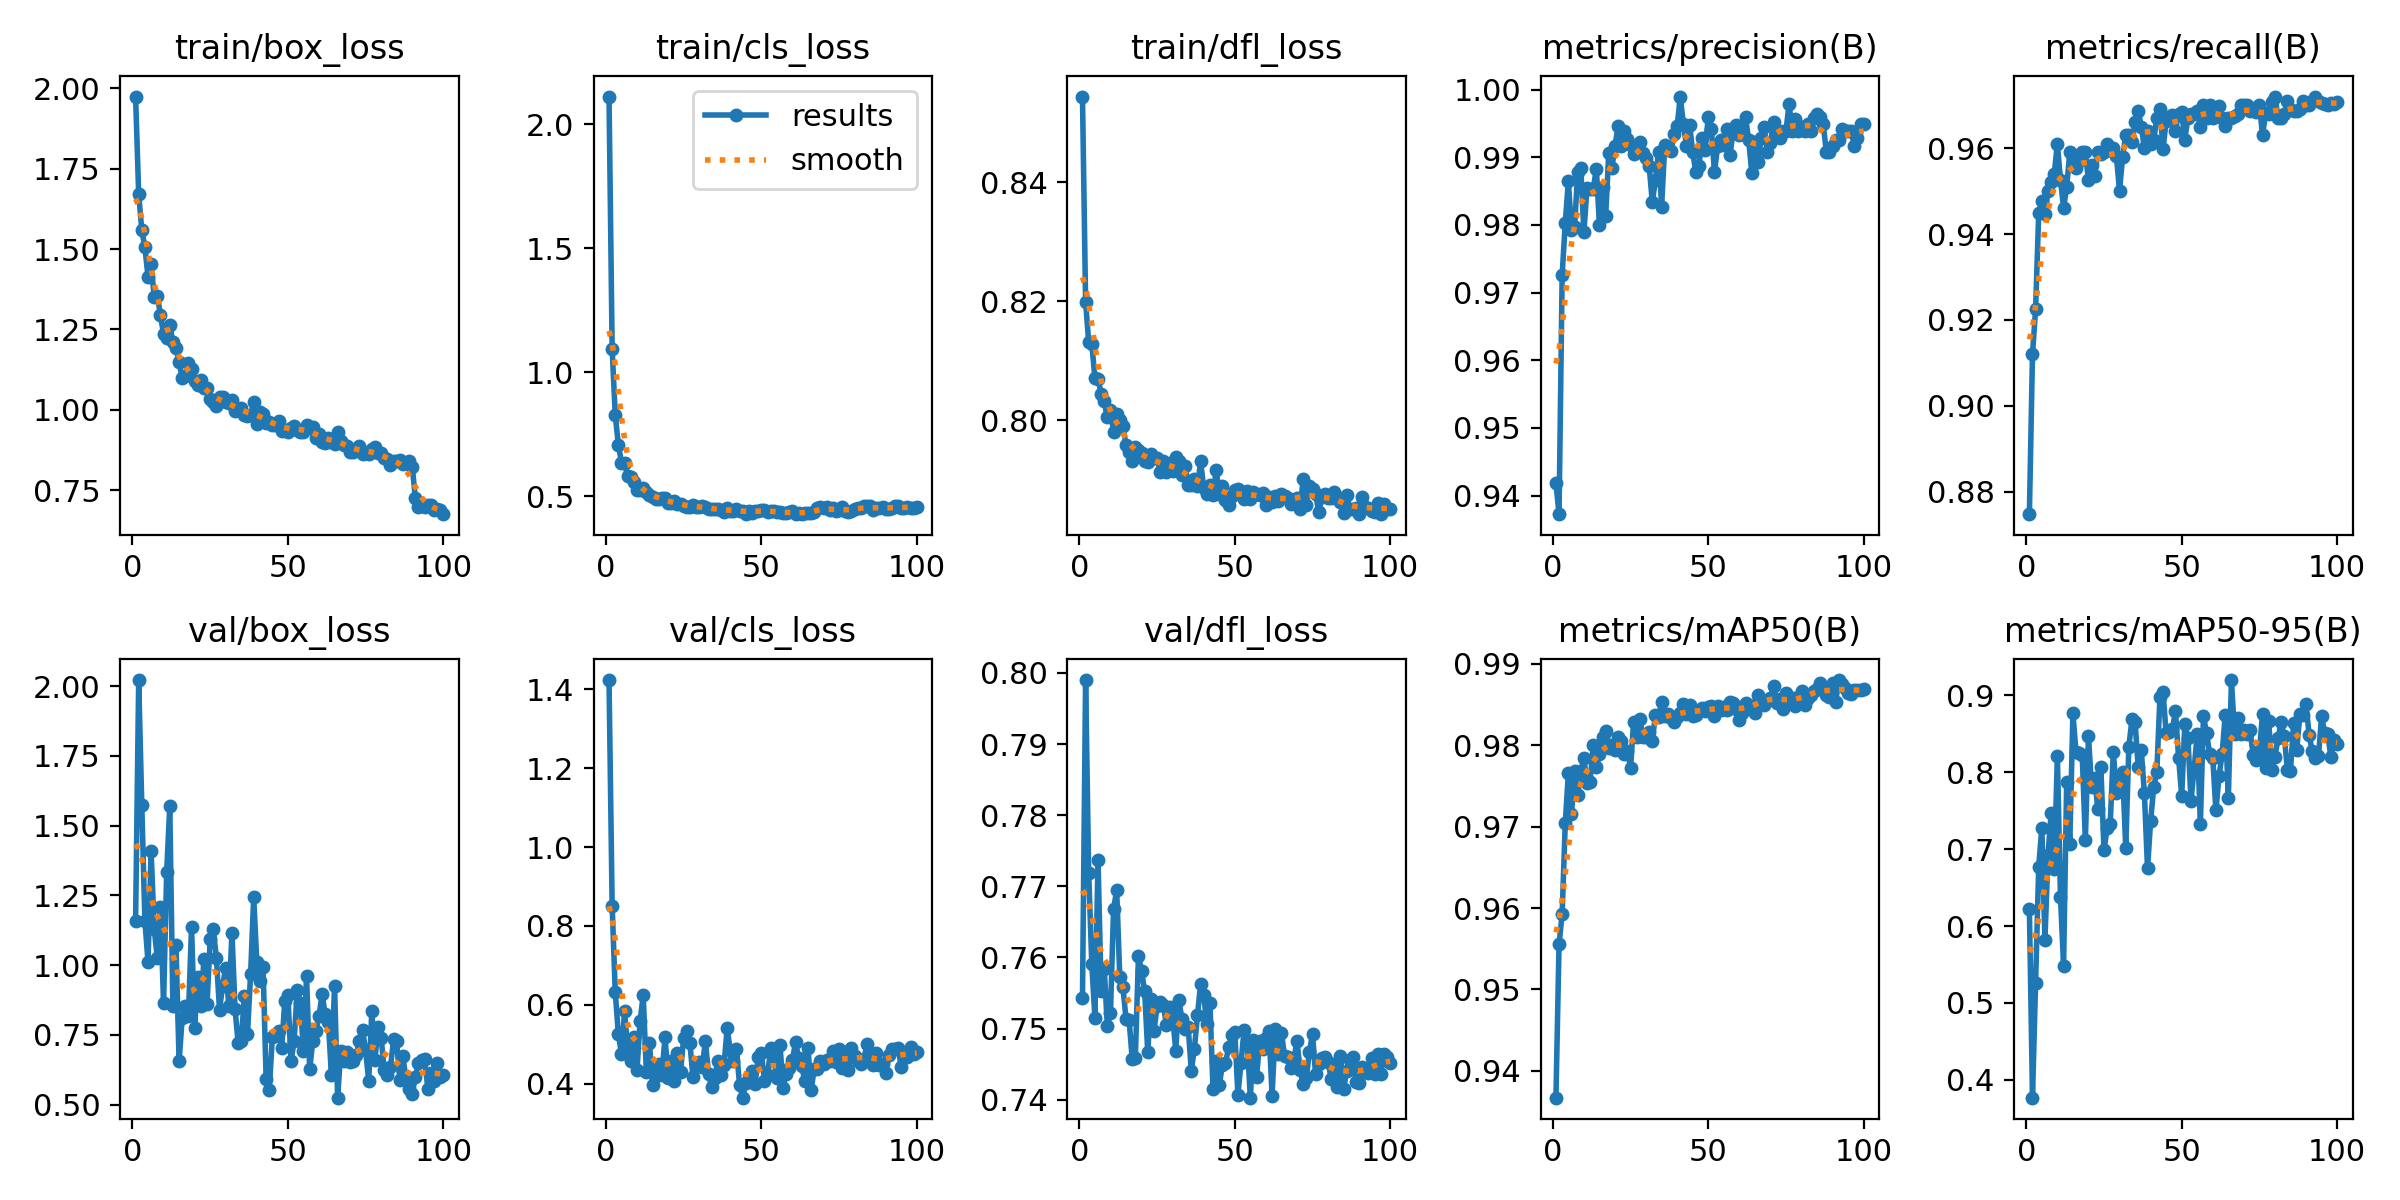 train/box_loss
2.00
1.75
1.50
1.25
1.00
0.75
0 50 100
train/cls_loss
results
smooth
2.0
1.5
1.0
0.5
0 50 100
train/dfl_loss
0.84
0.82
0.80
0 50 100
metrics/precision(B)
1.00
0.99
0.98
0.97
0.96
0.95
0.94
0 50 100
metrics/recall(B)
0.96
0.94
0.92
0.90
0.88
0 50 100
val/box_loss
2.00
1.75
1.50
1.25
1.00
0.75
0.50
0 50 100
val/cls_loss
1.4
1.2
1.0
0.8
0.6
0.4
0 50 100
val/dfl_loss
0.80
0.79
0.78
0.77
0.76
0.75
0.74
0 50 100
metrics/mAP50(B)
0.99
0.98
0.97
0.96
0.95
0.94
0 50 100
metrics/mAP50-95(B)
0.9
0.8
0.7
0.6
0.5
0.4
0 50 100